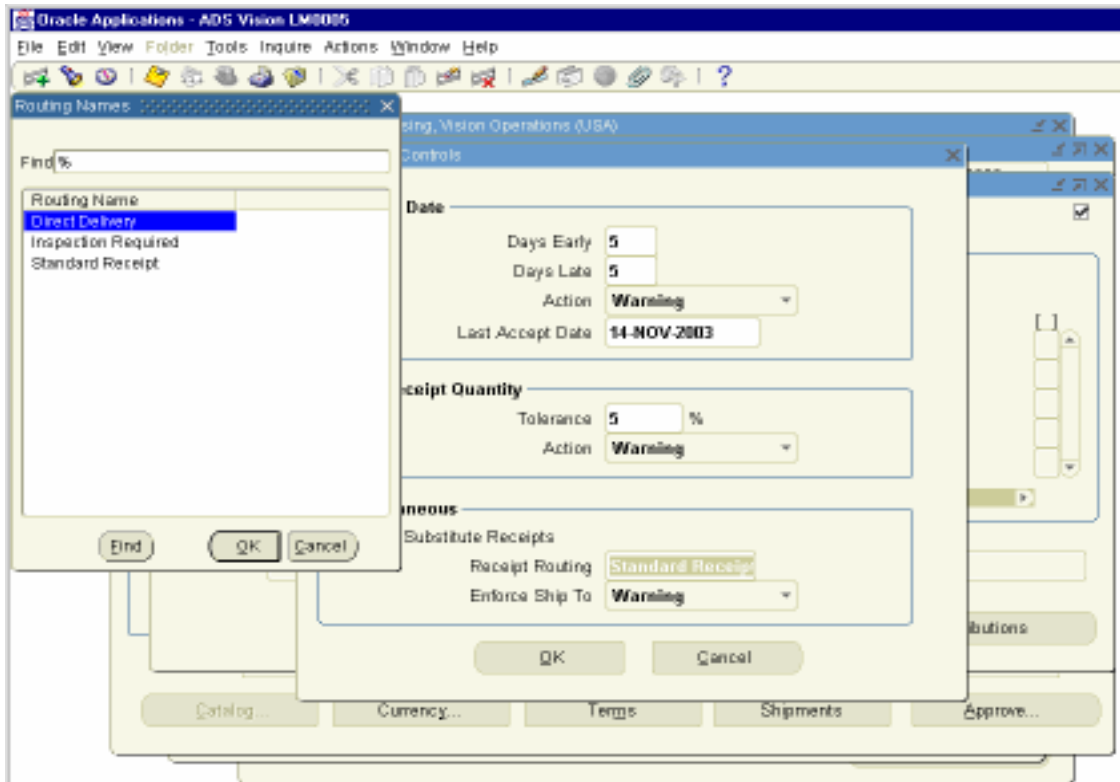 Oracle Applications - ADS Vision LM0005
File Edit View Folder Tools Inquire Actions Window Help
Routing Names
sing, Vision Operations (USA)
Controls
Find %
Routing Name
Direct Delivery
Inspection Required
Standard Receipt
Find OK Cancel
Date
Days Early 5
Days Late 5
Action Warning
Last Accept Date 14-NOV-2003
ceipt Quantity
Tolerance 5 %
Action Warning
neous
Substitute Receipts
Receipt Routing Standard Receipt
Enforce Ship To Warning
OK Cancel
[ ]
ibutions
Catalog... Currency... Terms Shipments Approve...